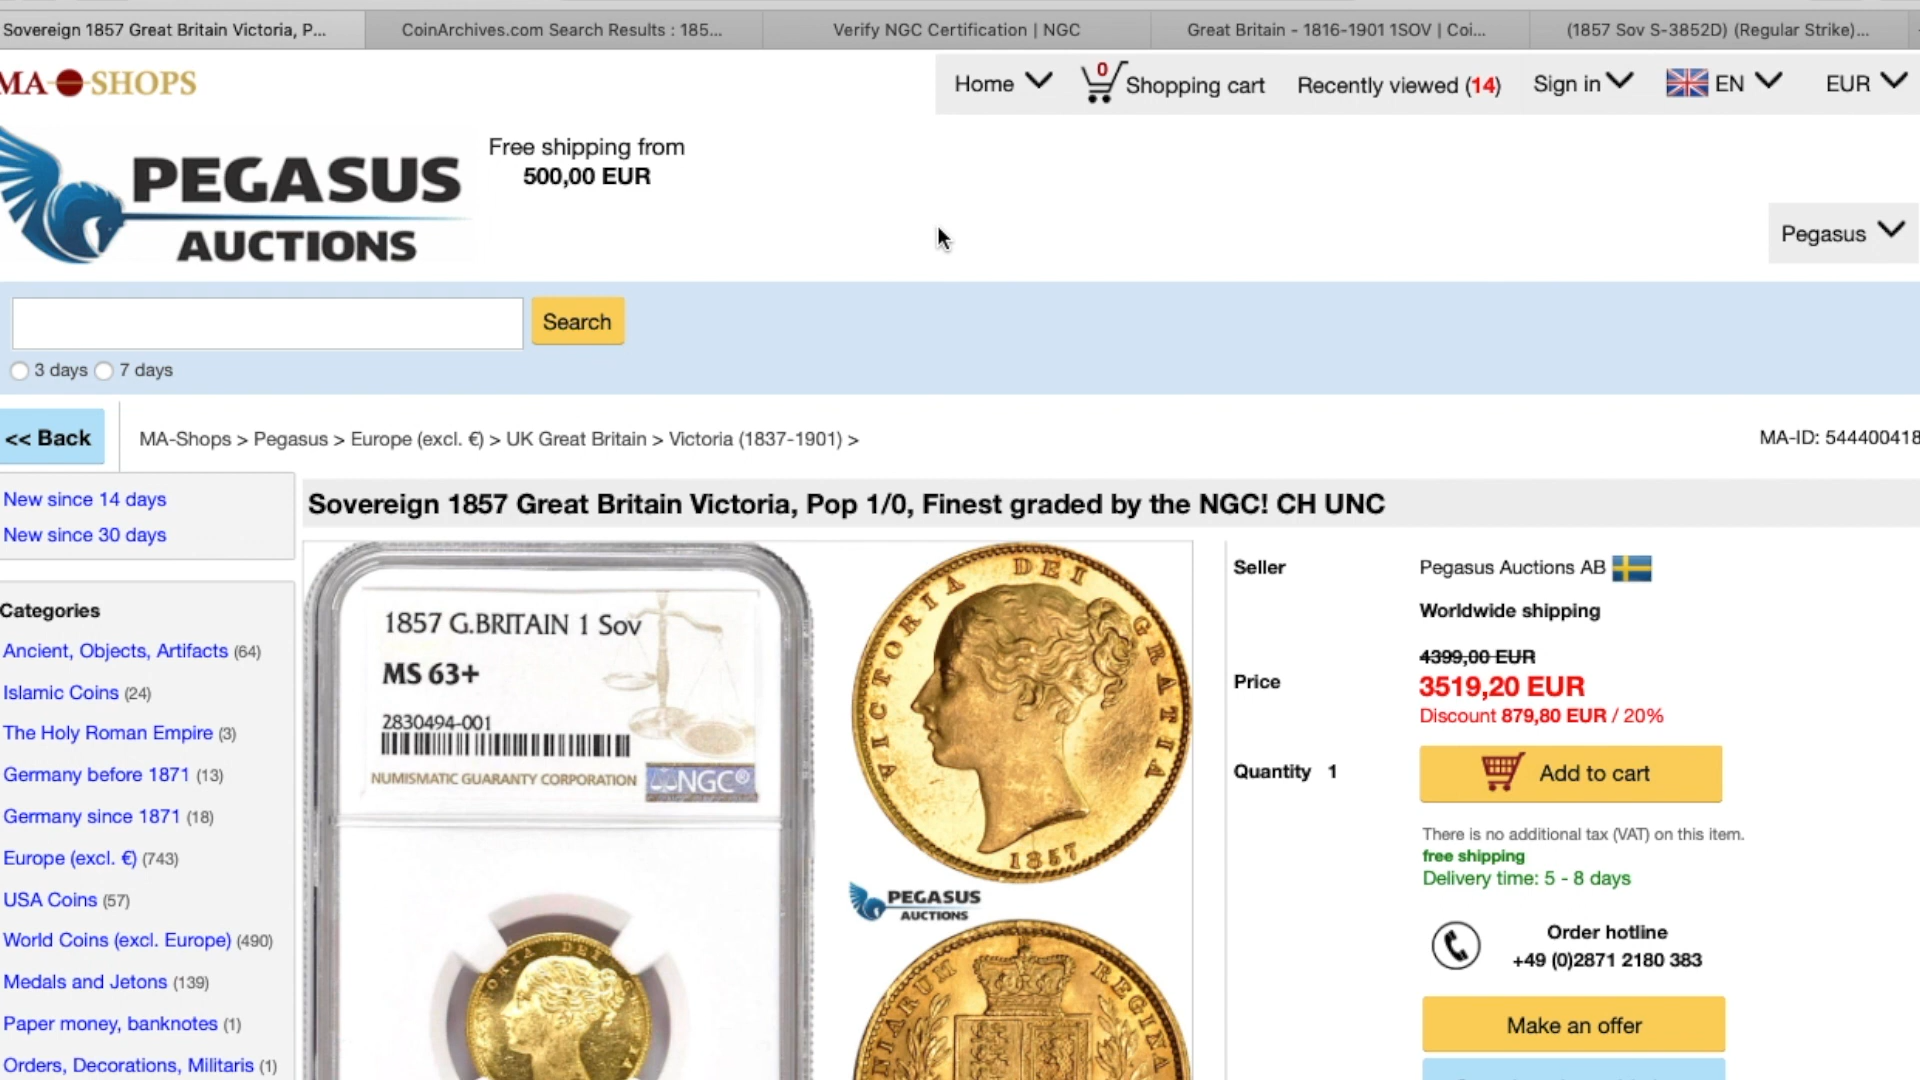 Sovereign 1857 Great Britain Victoria, P...
CoinArchives.com Search Results : 185...
Verify NGC Certification | NGC
Great Britain - 1816-1901 1SOV | Coi...
(1857 Sov S-3852D) (Regular Strike)...
MA-SHOPS
Home
0
Shopping cart
Recently viewed (14)
Sign in
EN
EUR
PEGASUS
AUCTIONS
Free shipping from
500,00 EUR
Pegasus
Search
3 days
7 days
<< Back
MA-Shops > Pegasus > Europe (excl. €) > UK Great Britain > Victoria (1837-1901) >
MA-ID: 544400418
New since 14 days
New since 30 days
Sovereign 1857 Great Britain Victoria, Pop 1/0, Finest graded by the NGC! CH UNC
Categories
Ancient, Objects, Artifacts (64)
Islamic Coins (24)
The Holy Roman Empire (3)
Germany before 1871 (13)
Germany since 1871 (18)
Europe (excl. €) (743)
USA Coins (57)
World Coins (excl. Europe) (490)
Medals and Jetons (139)
Paper money, banknotes (1)
Orders, Decorations, Militaris (1)
1857 G.BRITAIN 1 Sov
MS 63+
2830494-001
NUMISMATIC GUARANTY CORPORATION
NGC®
VICTORIA DEI GRATIA
1857
PEGASUS
AUCTIONS
VICTORIA DEI GRATIA
REGINA
Seller
Pegasus Auctions AB
Worldwide shipping
4399,00 EUR
Price
3519,20 EUR
Discount 879,80 EUR / 20%
Quantity 1
Add to cart
There is no additional tax (VAT) on this item.
free shipping
Delivery time: 5 - 8 days
Order hotline
+49 (0)2871 2180 383
Make an offer